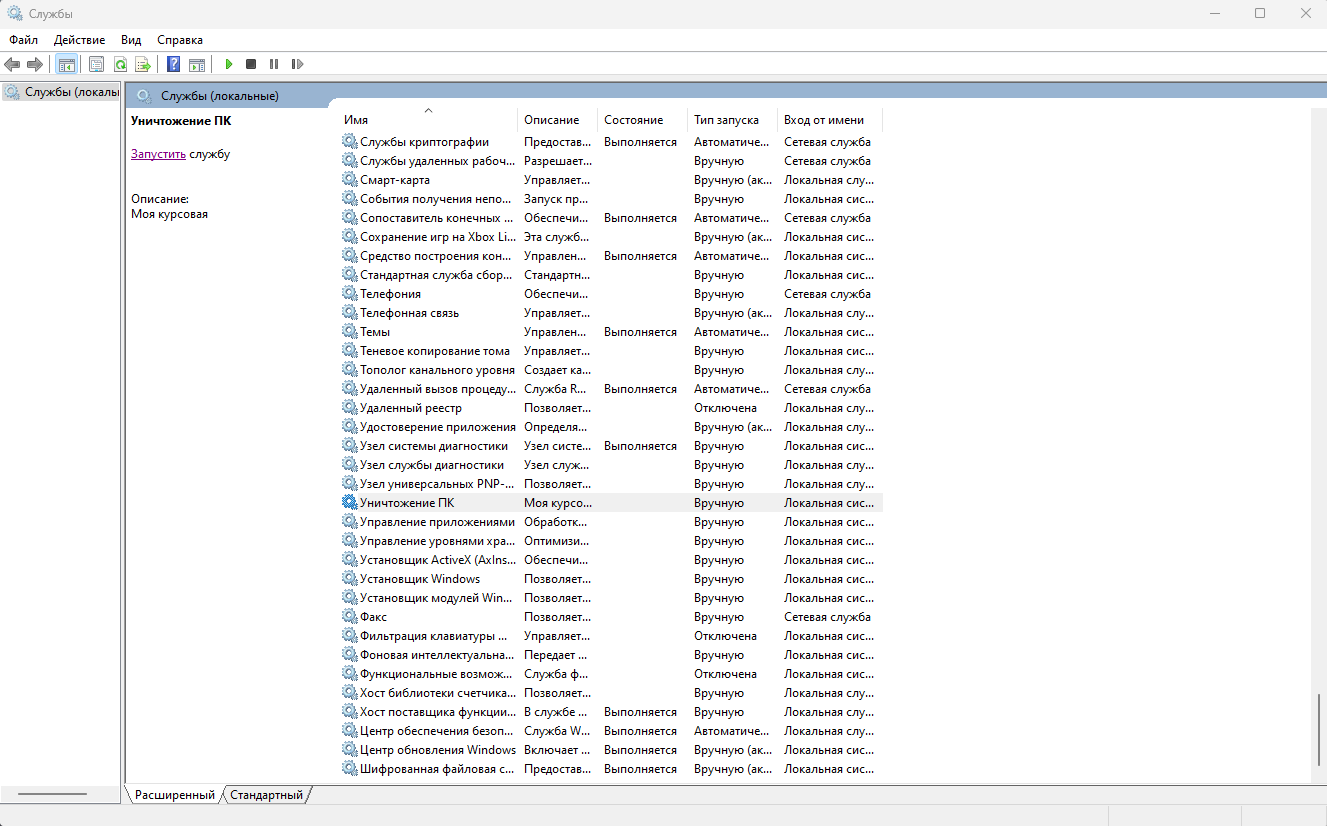 Службы
Файл Действие Вид Справка
Службы (локалы
Службы (локальные)
Уничтожение ПК
Запустить службу
Описание:
Моя курсовая
Имя Описание Состояние Тип запуска Вход от имени
Службы криптографии Предостав... Выполняется Автоматиче... Сетевая служба
Службы удаленных рабоч... Разрешает... Вручную Сетевая служба
Смарт-карта Управляет... Вручную (ак... Локальная слу...
События получения непо... Запуск пр... Вручную Локальная слу...
Сопоставитель конечных ... Обеспечи... Выполняется Автоматиче... Сетевая служба
Сохранение игр на Xbox Li... Эта служб... Вручную (ак... Локальная сис...
Средство построения кон... Управлен... Выполняется Автоматиче... Локальная сис...
Стандартная служба сбор... Стандартн... Вручную Локальная сис...
Телефония Обеспечи... Вручную Сетевая служба
Телефонная связь Управляет... Вручную (ак... Локальная слу...
Темы Управлен... Выполняется Автоматиче... Локальная сис...
Теневое копирование тома Управляет... Вручную Локальная сис...
Тополог канального уровня Создает ка... Вручную Локальная слу...
Удаленный вызов процеду... Служба R... Выполняется Автоматиче... Сетевая служба
Удаленный реестр Позволяет... Отключена Локальная слу...
Удостоверение приложения Определя... Вручную (ак... Локальная слу...
Узел системы диагностики Узел систе... Выполняется Вручную Локальная сис...
Узел службы диагностики Узел служ... Вручную Локальная слу...
Узел универсальных PNP-... Позволяет... Вручную Локальная слу...
Уничтожение ПК Моя курсо... Вручную Локальная сис...
Управление приложениями Обработк... Вручную Локальная сис...
Управление уровнями хра... Оптимизи... Вручную Локальная сис...
Установщик ActiveX (AxIns... Обеспечи... Вручную Локальная сис...
Установщик Windows Позволяет... Вручную Локальная сис...
Установщик модулей Win... Позволяет... Вручную Локальная сис...
Факс Позволяет... Вручную Сетевая служба
Фильтрация клавиатуры ... Управляет... Отключена Локальная сис...
Фоновая интеллектуальна... Передает ... Вручную Локальная сис...
Функциональные возмож... Служба ф... Отключена Локальная сис...
Хост библиотеки счетчика... Позволяет... Вручную Локальная слу...
Хост поставщика функции... В службе ... Выполняется Вручную Локальная слу...
Центр обеспечения безоп... Служба W... Выполняется Автоматиче... Локальная слу...
Центр обновления Windows Включает ... Выполняется Вручную (ак... Локальная сис...
Шифрованная файловая с... Предостав... Выполняется Вручную (ак... Локальная сис...
Расширенный Стандартный